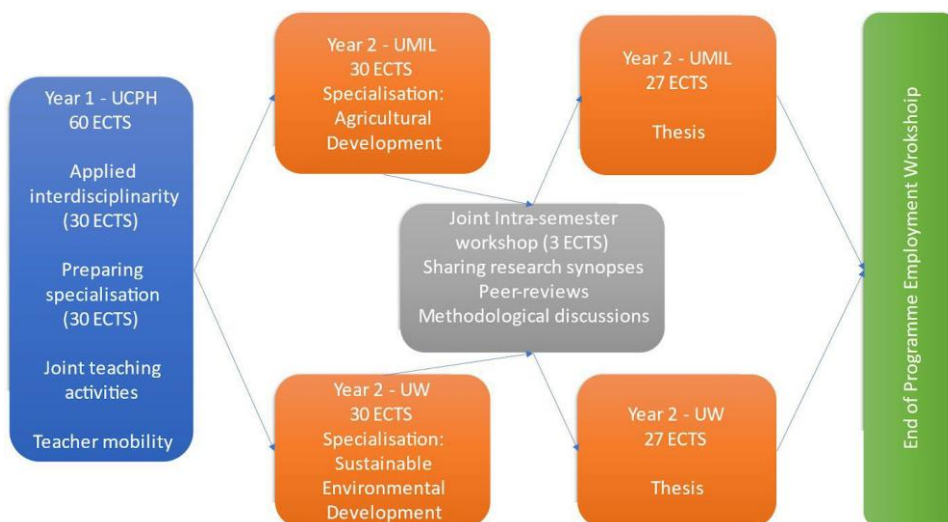 Year 1 - UCPH
60 ECTS
Applied
interdisciplinarity
(30 ECTS)
Preparing
specialisation
(30 ECTS)
Joint teaching
activities
Teacher mobility
Year 2 - UMIL
30 ECTS
Specialisation:
Agricultural
Development
Year 2 - UW
30 ECTS
Specialisation:
Sustainable
Environmental
Development
Joint Intra-semester
workshop (3 ECTS)
Sharing research synopses
Peer-reviews
Methodological discussions
Year 2 - UMIL
27 ECTS
Thesis
Year 2 - UW
27 ECTS
Thesis
End of Programme Employment Wrokshoip